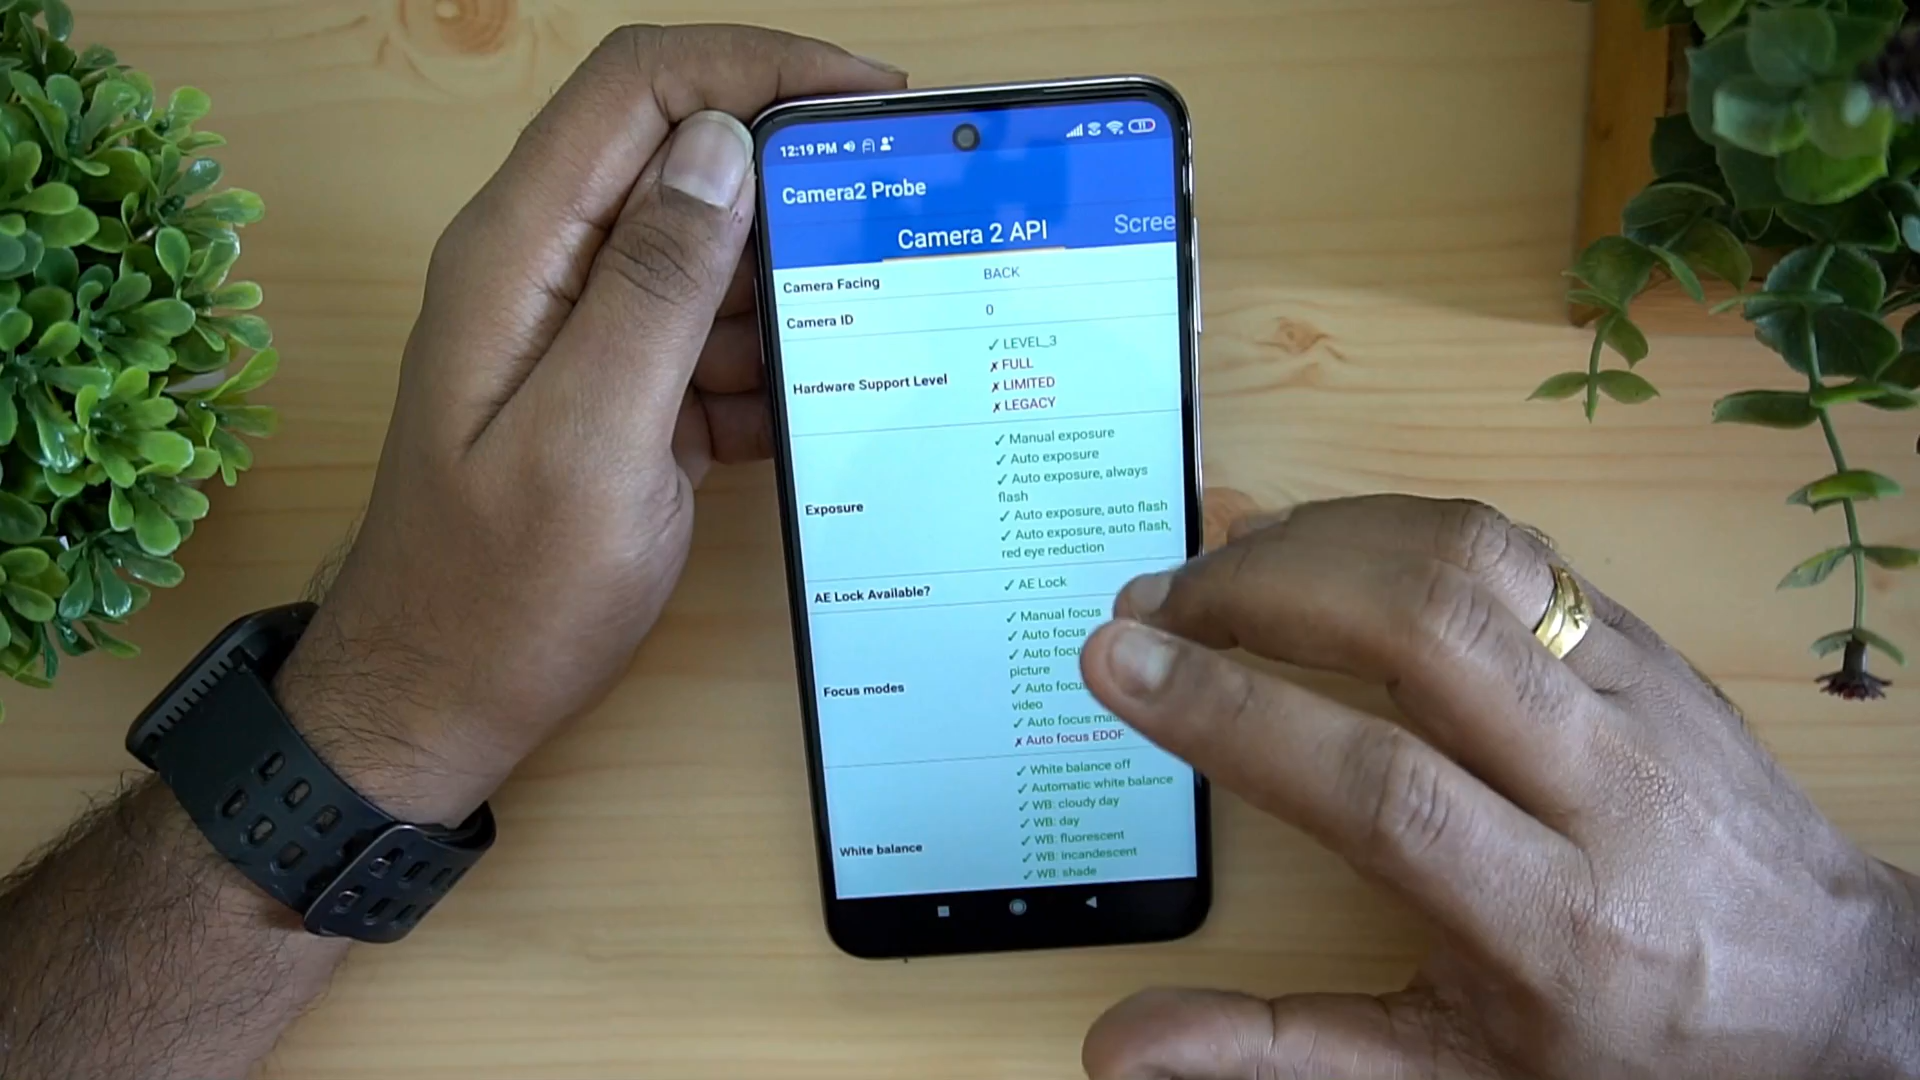 12:19 PM
Camera2 Probe
Camera 2 API Scree
Camera Facing BACK
Camera ID 0
Hardware Support Level
✓ LEVEL_3
✗ FULL
✗ LIMITED
✗ LEGACY
Exposure
✓ Manual exposure
✓ Auto exposure
✓ Auto exposure, always
flash
✓ Auto exposure, auto flash
✓ Auto exposure, auto flash,
red eye reduction
AE Lock Available? ✓ AE Lock
Focus modes
✓ Manual focus
✓ Auto focus
✓ Auto focu
picture
✓ Auto focu
video
✓ Auto focus ma
✗ Auto focus EDOF
White balance
✓ White balance off
✓ Automatic white balance
✓ WB: cloudy day
✓ WB: day
✓ WB: fluorescent
✓ WB: incandescent
✓ WB: shade